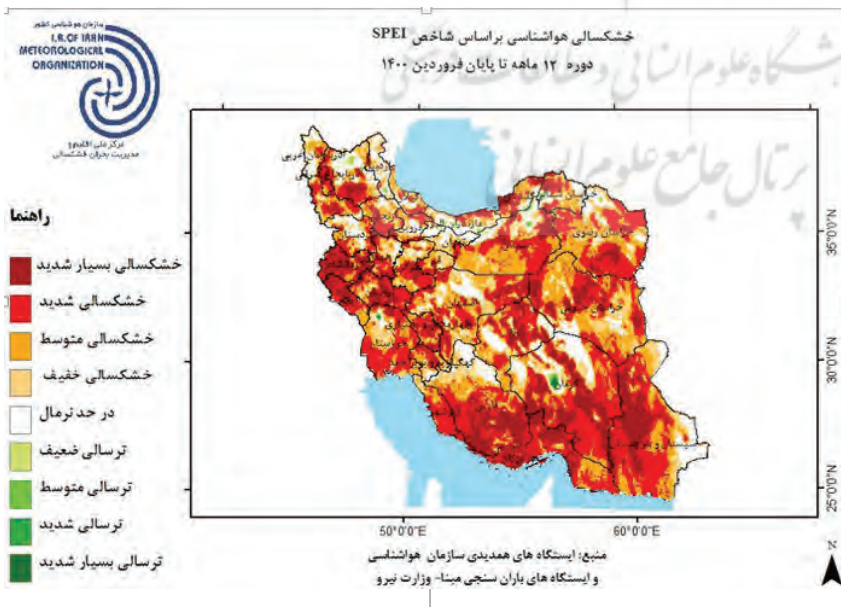 سازمان هواشناسی کشور
I.R.OF IRAN
METEOROLOGICAL
ORGANIZATION
مرکز ملی اقلیم و
مدیریت بحران خشکسالی
خشکسالی هواشناسی براساس شاخص SPEI
دوره ۱۲ ماهه تا پایان فروردین ۱۴۰۰
پرتال جامع علوم انسانی
راهنما
خشکسالی بسیار شدید
خشکسالی شدید
خشکسالی متوسط
خشکسالی خفیف
در حد نرمال
ترسالی ضعیف
ترسالی متوسط
ترسالی شدید
ترسالی بسیار شدید
کرمان
فارس
35°0'0"N
30°0'0"N
25°0'0"N
50°0'0"E
60°0'0"E
N
منبع: ایستگاه های همدیدی سازمان هواشناسی
و ایستگاه های باران سنجی مبنا- وزارت نیرو